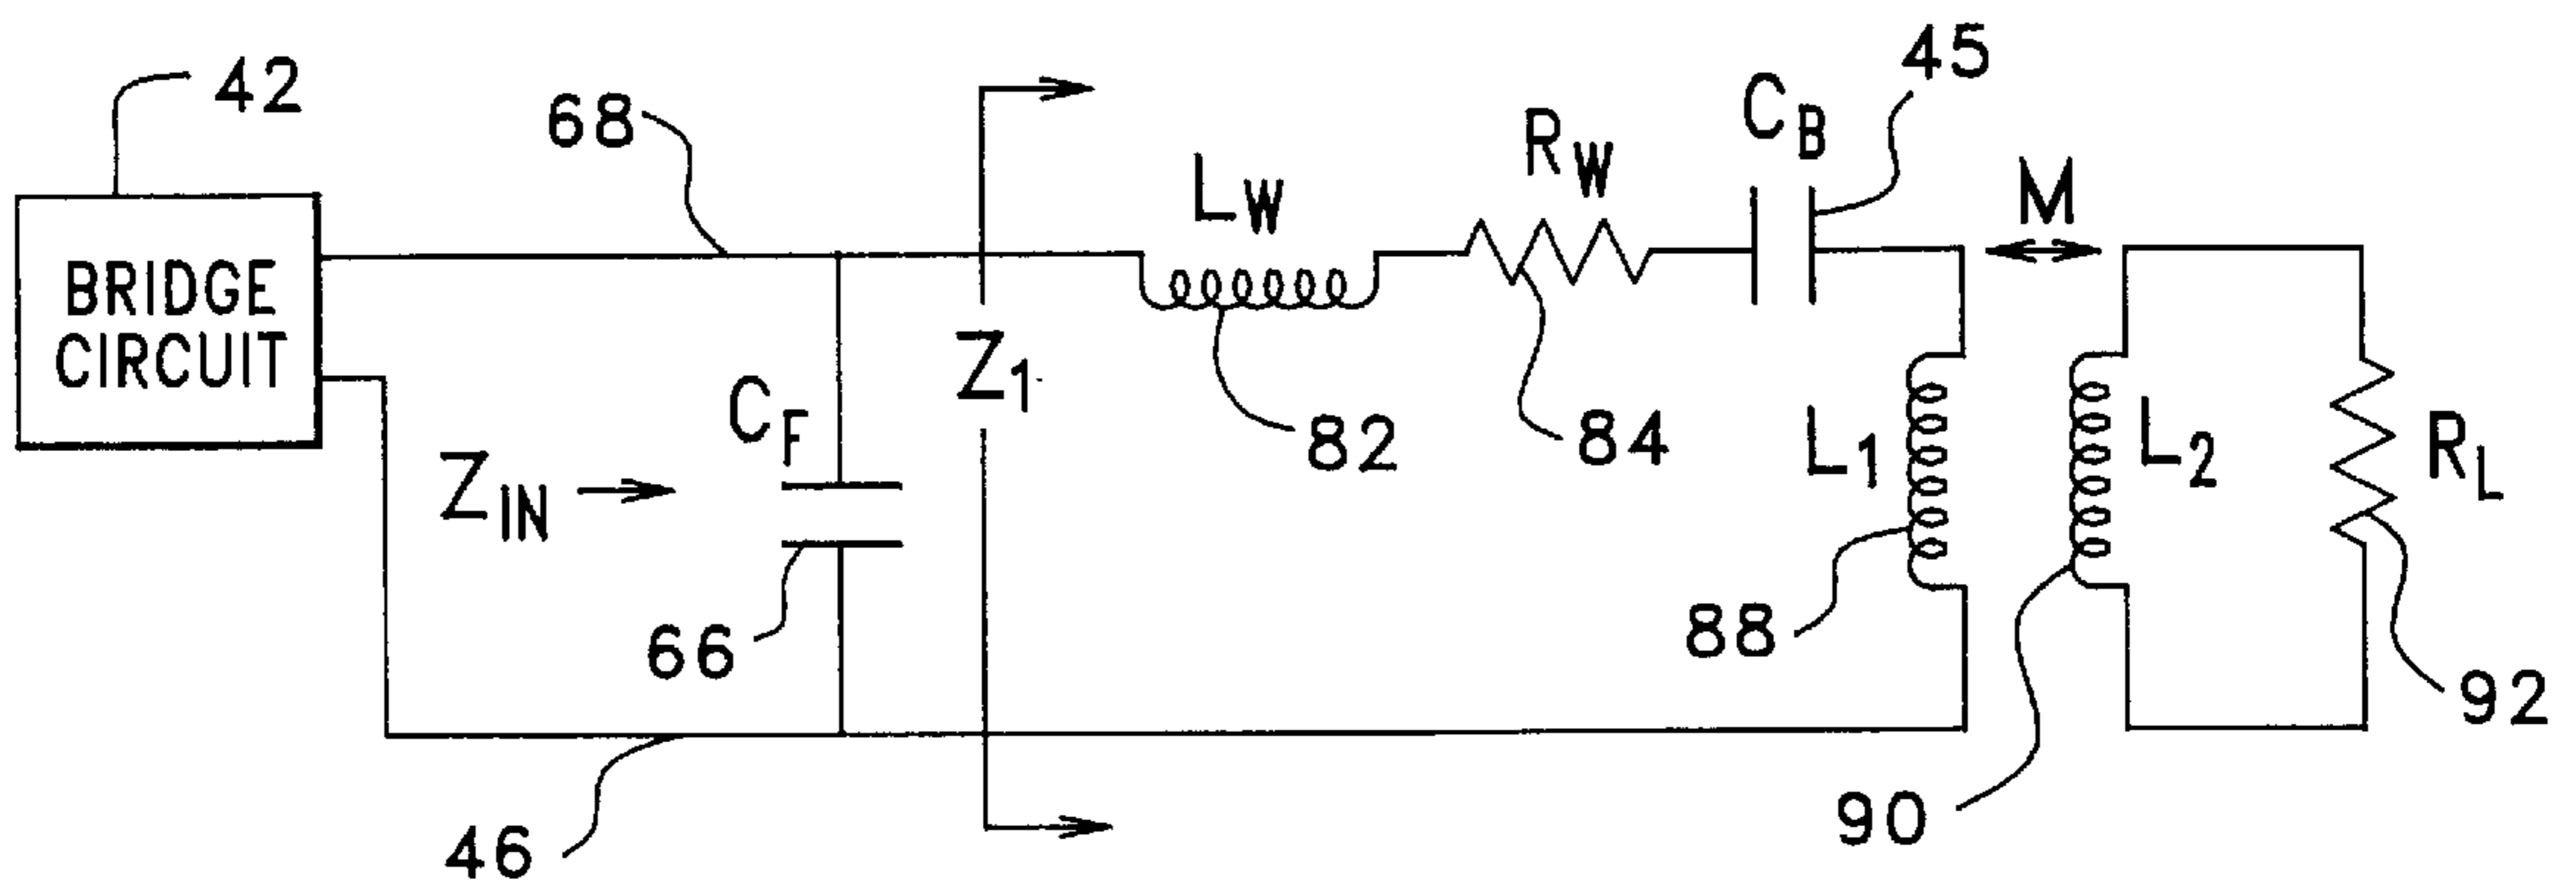 42
BRIDGE
CIRCUIT
68
46
Z_IN
C_F
66
Z_1
L_W
82
R_W
84
C_B
45
M
L_1
88
L_2
90
R_L
92